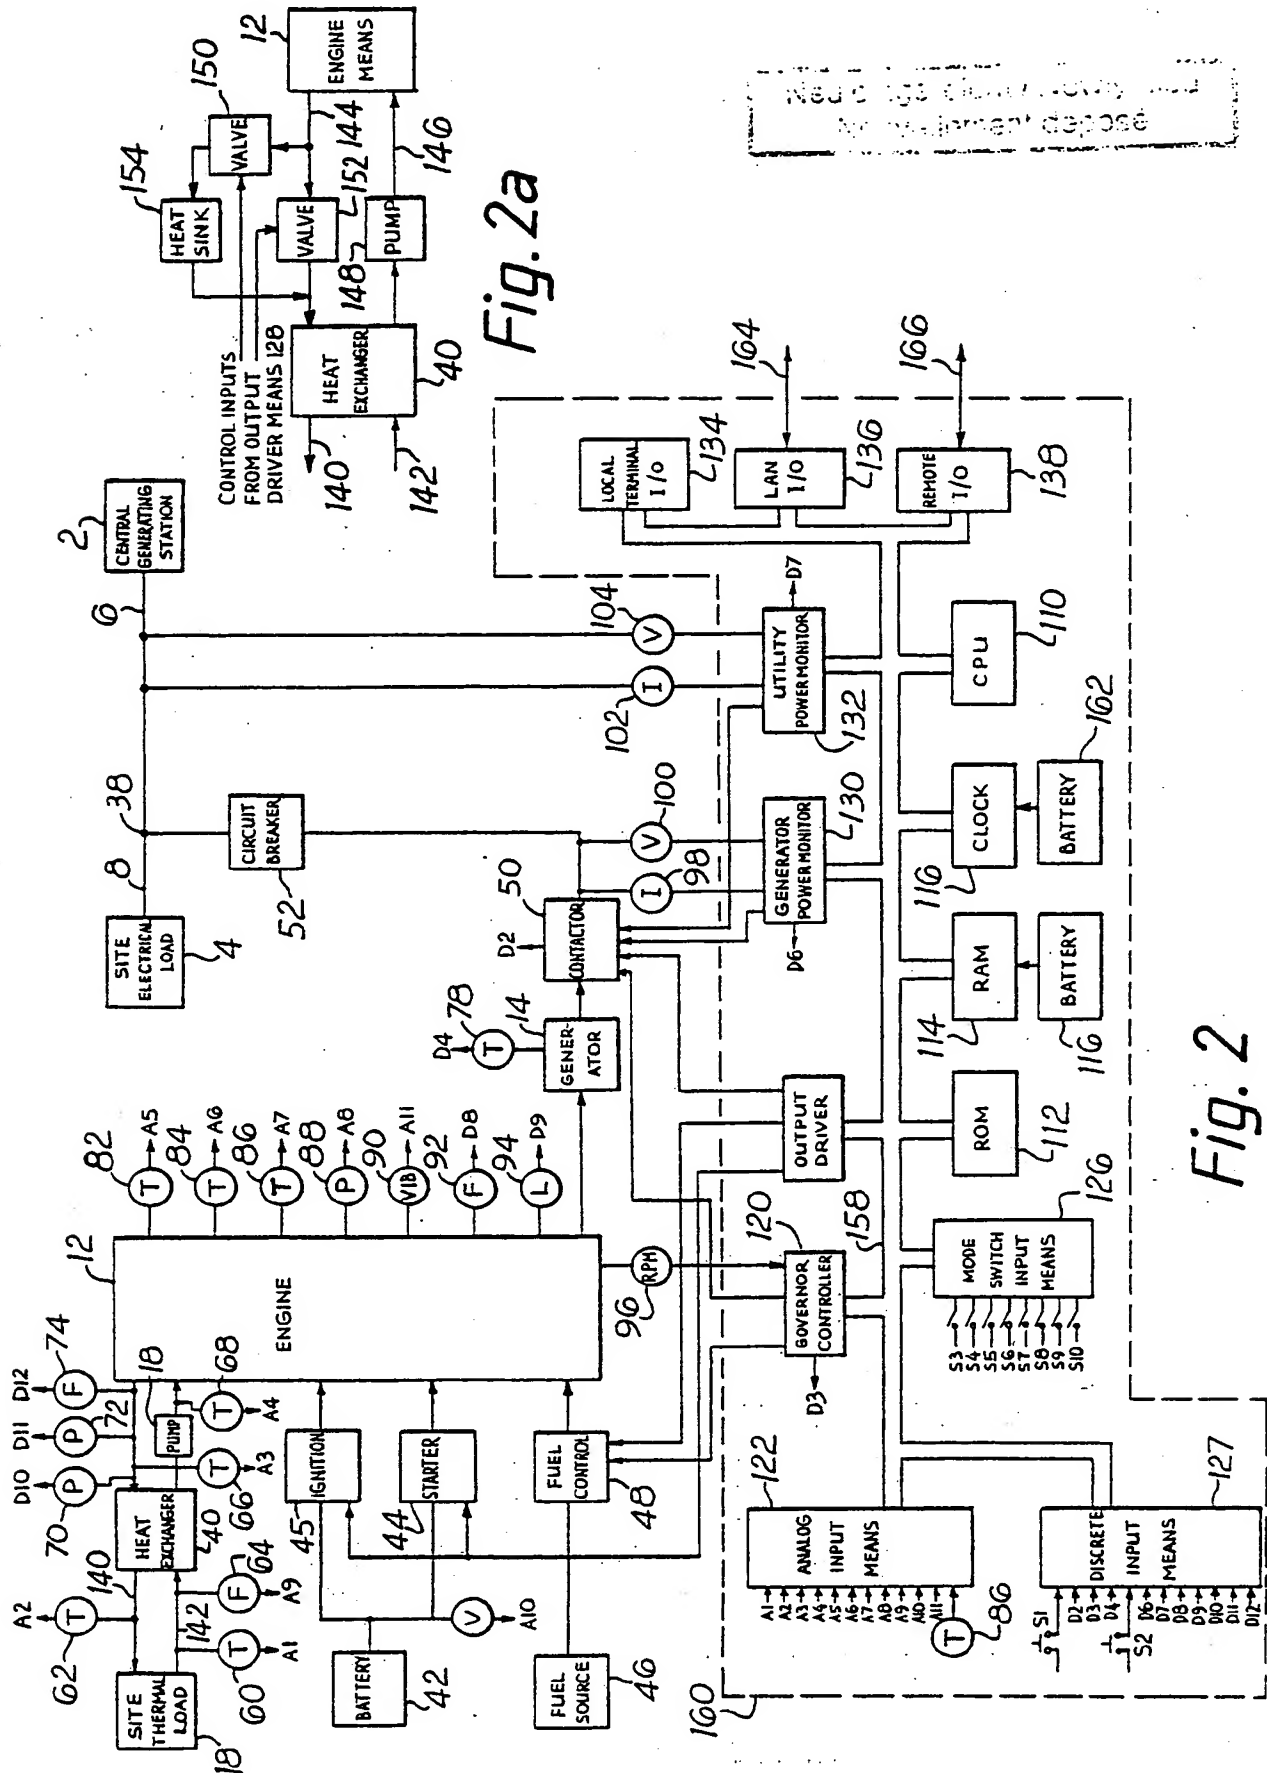 12
ENGINE
MEANS
150
VALVE
144
146
154
HEAT
SINK
VALVE
152
148
PUMP
CONTROL INPUTS
FROM OUTPUT
DRIVER MEANS 128
HEAT
EXCHANGER
40
140
142
Fig. 2a
2
CENTRAL
GENERATING
STATION
6
38
8
SITE
ELECTRICAL
LOAD
4
CIRCUIT
BREAKER
52
104
V
102
I
100
V
98
I
50
CONTACTOR
D2
D4
78
T
14
GENER-
ATOR
82
T
A5
84
T
A6
86
T
A7
88
P
A8
90
VIB
A11
92
F
D8
94
L
D9
12
ENGINE
96
RPM
D12
74
F
D11
72
P
D10
70
P
18
PUMP
68
T
A4
66
T
A3
HEAT
EXCHANGER
40
140
142
A2
62
T
64
F
A9
60
T
A1
SITE
THERMAL
LOAD
18
45
IGNITION
44
STARTER
FUEL
CONTROL
48
BATTERY
42
V
A10
FUEL
SOURCE
46
160
LOCAL
TERMINAL
I/O
134
LAN
I/O
136
164
REMOTE
I/O
138
166
UTILITY
POWER MONITOR
132
D7
GENERATOR
POWER MONITOR
130
D6
OUTPUT
DRIVER
120
GOVERNOR
CONTROLLER
D3
158
CPU
110
CLOCK
116
BATTERY
162
RAM
114
BATTERY
116
ROM
112
126
MODE
SWITCH
INPUT
MEANS
S3
S4
S5
S6
S7
S8
S9
S10
122
ANALOG
INPUT
MEANS
A1
A2
A3
A4
A5
A6
A7
A8
A9
A10
A11
T
86
127
DISCRETE
INPUT
MEANS
S1
D2
D3
D4
S2
D6
D7
D8
D9
D10
D11
D12
Fig. 2